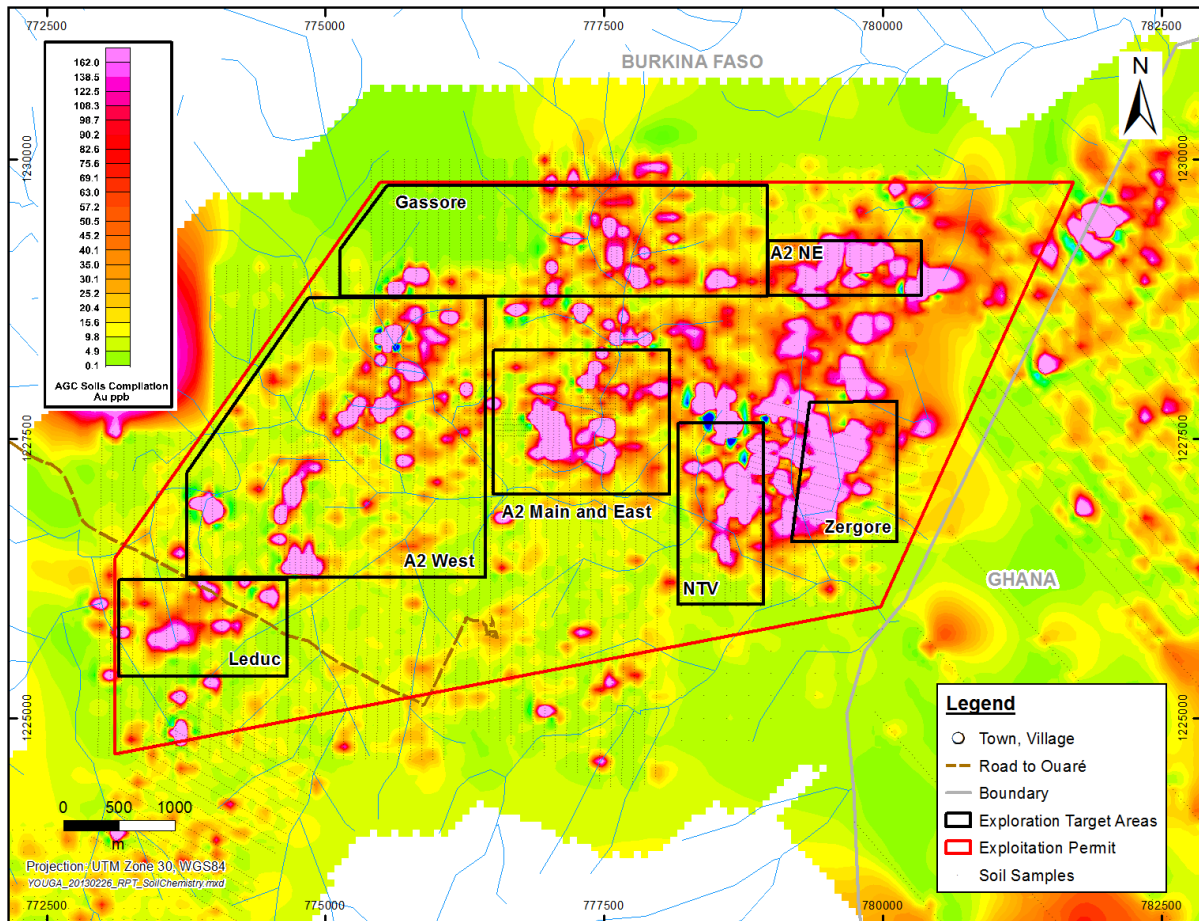 772500
775000
777500
780000
782500
162.0
138.5
122.5
108.3
90.2
82.6
75.6
69.1
63.0
57.2
50.5
45.2
40.1
35.0
30.1
25.2
20.4
15.6
9.8
4.9
0.1
AGC Soils Compilation
Au ppb
BURKINA FASO
N
1230000
1230000
Gassore
A2 NE
1227500
1227500
A2 Main and East
Zergore
A2 West
NTV
GHANA
Leduc
1225000
1225000
Legend
Town, Village
Road to Ouaré
Boundary
Exploration Target Areas
Exploitation Permit
Soil Samples
0 500 1000
m
Projection: UTM Zone 30, WGS84
YOUGA_20130226_RPT_SoilChemistry.mxd
772500
775000
777500
780000
782500